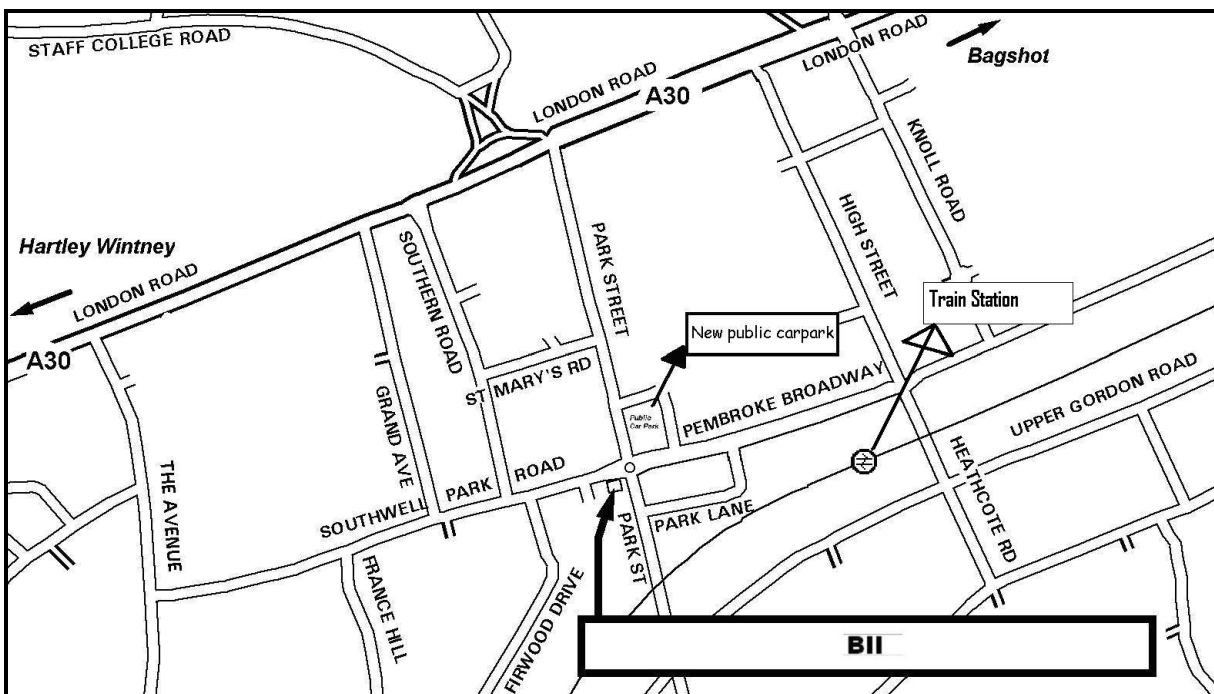 STAFF COLLEGE ROAD
LONDON ROAD
Bagshot
LONDON ROAD
A30
KNOLL ROAD
Hartley Wintney
LONDON ROAD
A30
SOUTHERN ROAD
PARK STREET
HIGH STREET
Train Station
New public carpark
ST MARY'S RD
GRAND AVE
Public
Car Park
PEMBROKE BROADWAY
UPPER GORDON ROAD
THE AVENUE
SOUTHWELL PARK ROAD
HEATHCOTE RD
PARK LANE
PARK ST
FRANCE HILL
FIRWOOD DRIVE
BII